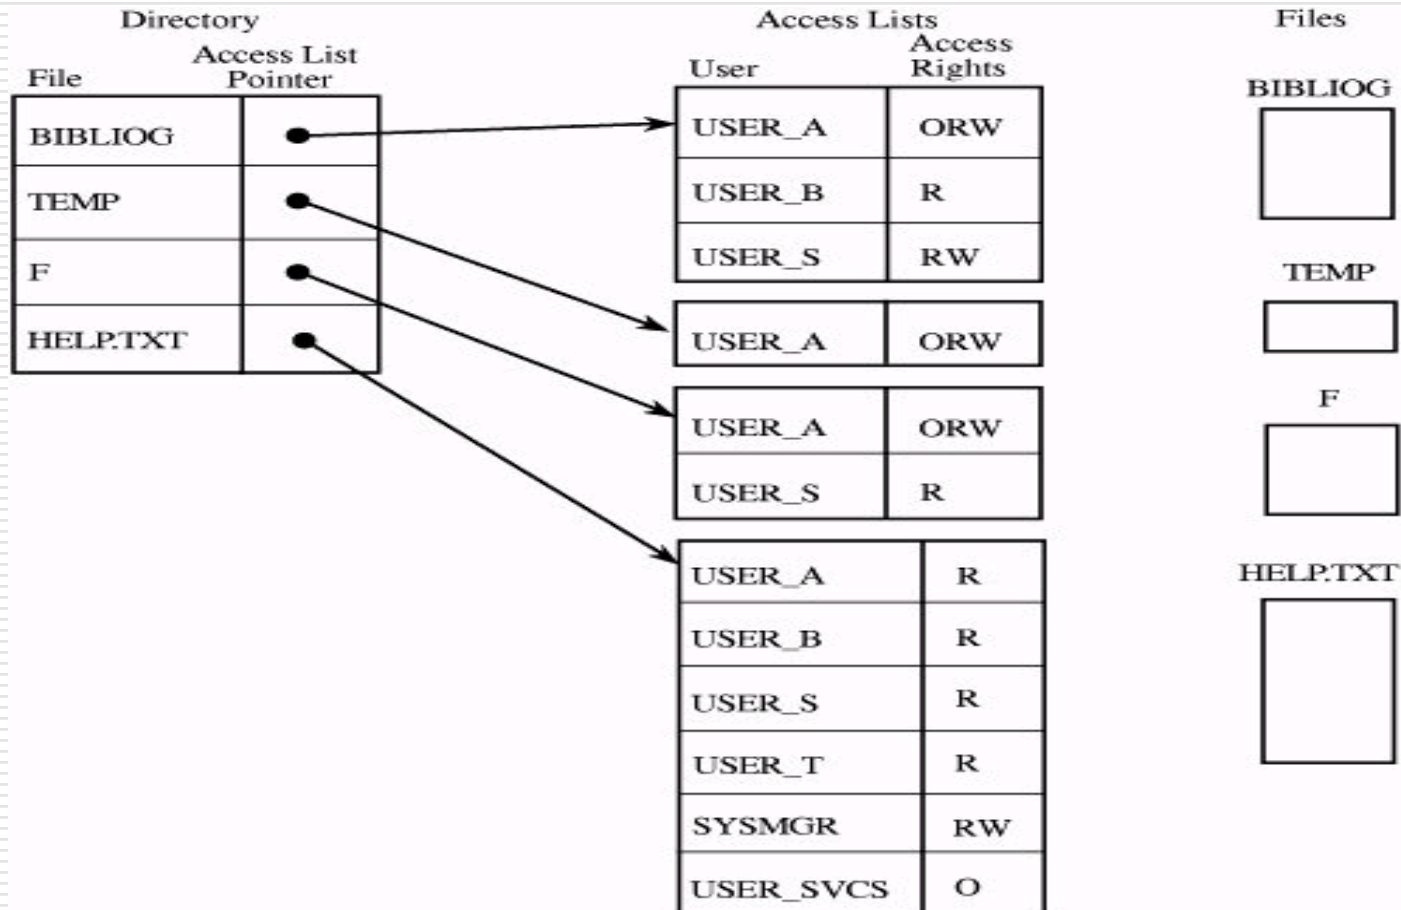 Directory
File
Access List
Pointer
BIBLIOG
TEMP
F
HELP.TXT
Access Lists
User
Access
Rights
USER_A ORW
USER_B R
USER_S RW
USER_A ORW
USER_A ORW
USER_S R
USER_A R
USER_B R
USER_S R
USER_T R
SYSMGR RW
USER_SVCS O
Files
BIBLIOG
TEMP
F
HELP.TXT